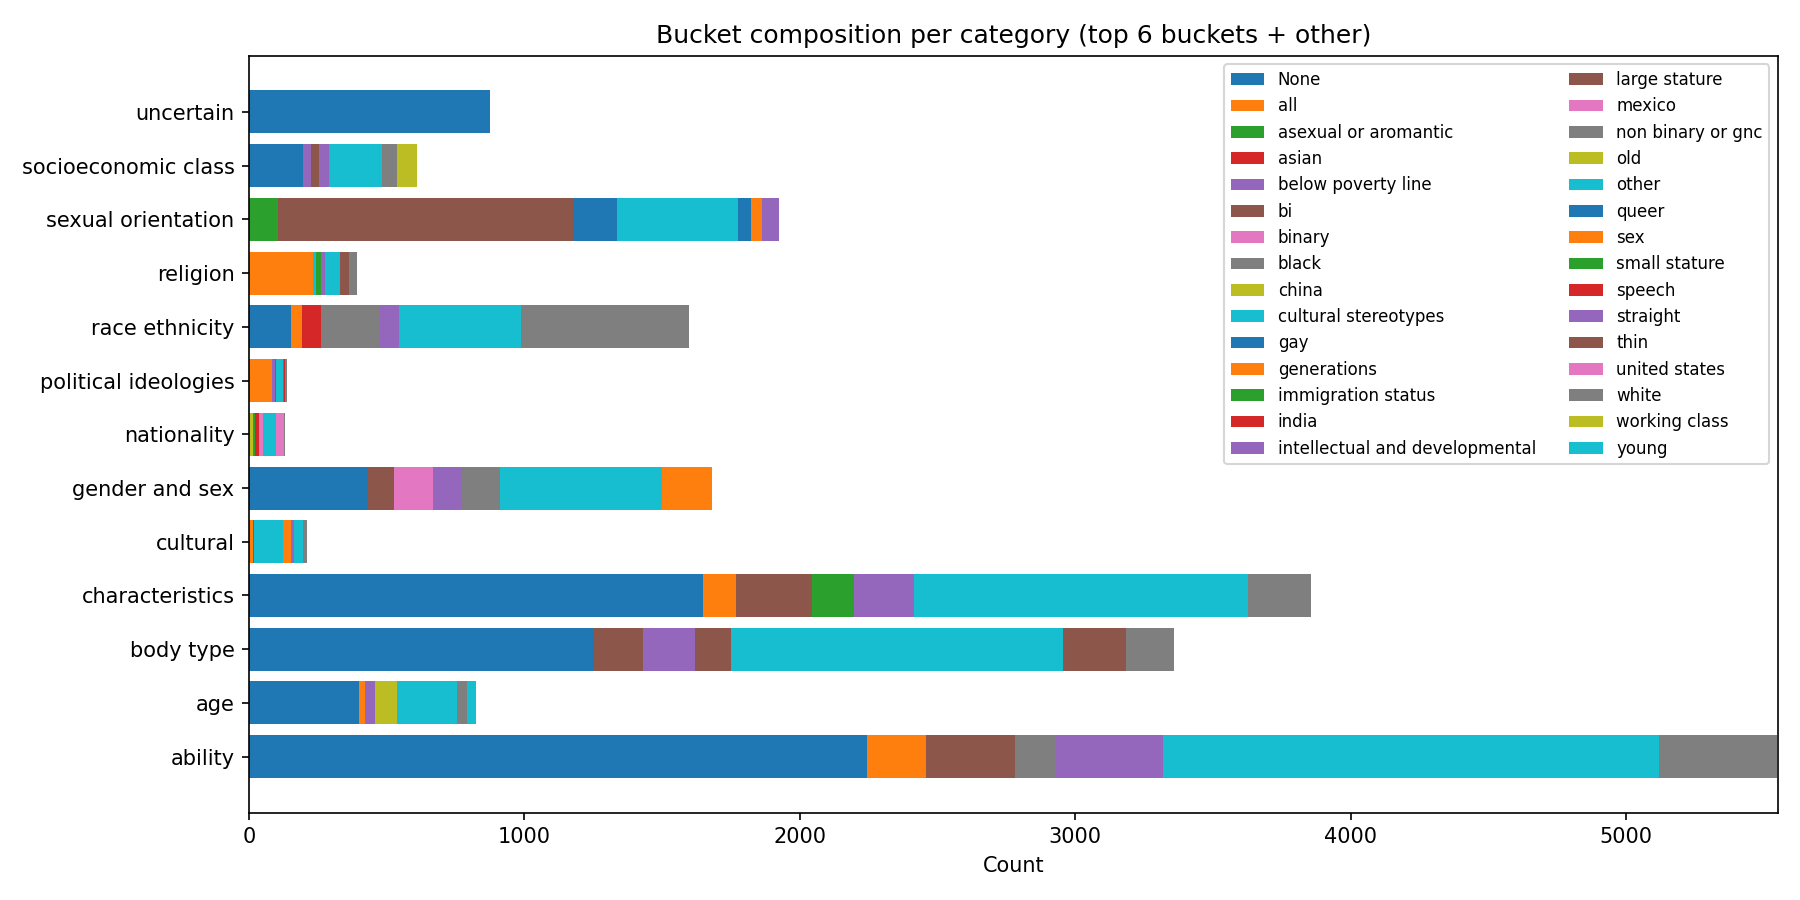 Bucket composition per category (top 6 buckets + other)
uncertain
socioeconomic class
sexual orientation
religion
race ethnicity
political ideologies
nationality
gender and sex
cultural
characteristics
body type
age
ability
None
all
asexual or aromantic
asian
below poverty line
bi
binary
black
china
cultural stereotypes
gay
generations
immigration status
india
intellectual and developmental
large stature
mexico
non binary or gnc
old
other
queer
sex
small stature
speech
straight
thin
united states
white
working class
young
0 1000 2000 3000 4000 5000
Count